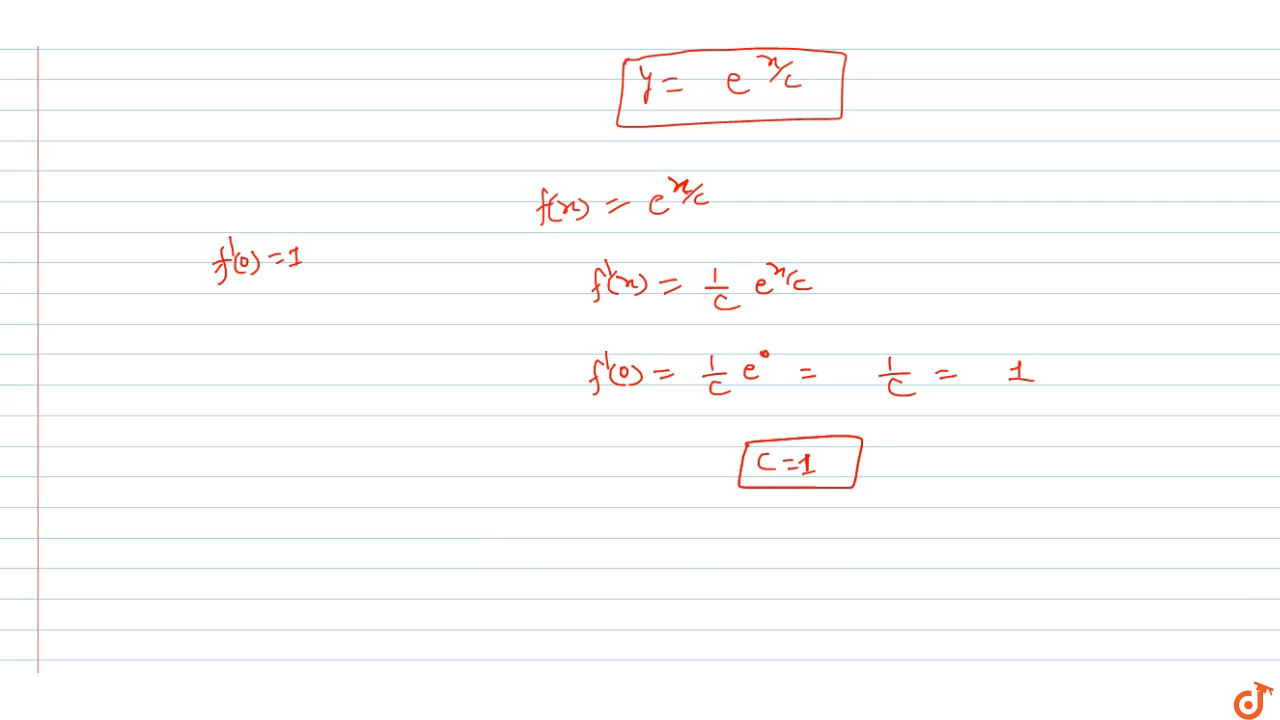 y = e^{x/c}
f(x) = e^{x/c}
f'(0) = 1
f'(x) = 1/c e^{x/c}
f'(0) = 1/c e^0 = 1/c = 1
c = 1